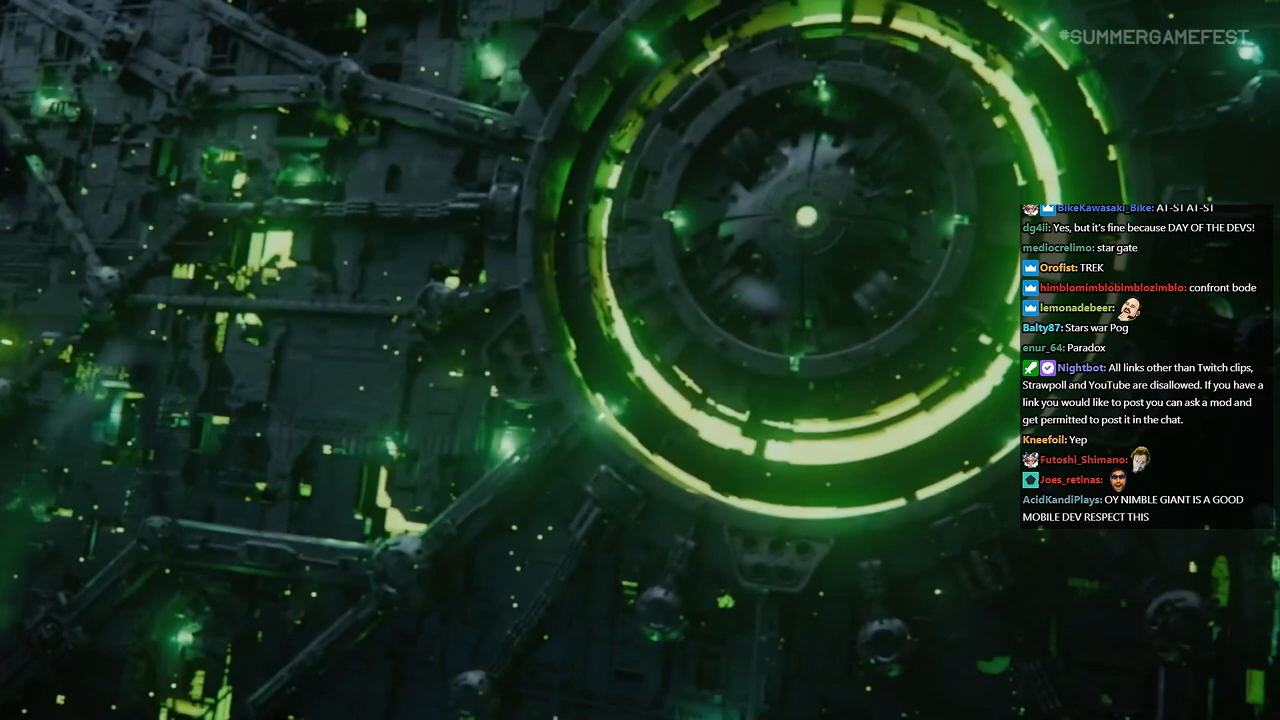 #SUMMERGAMEFEST
BikeKawasaki_Bike: AT-ST AT-ST
dg4ii: Yes, but it's fine because DAY OF THE DEVS!
mediocrelimo: star gate
Orofist: TREK
himblomimblobimblozimblo: confront bode
lemonadebeer:
Balty87: Stars war Pog
enur_64: Paradox
Nightbot: All links other than Twitch clips,
Strawpoll and YouTube are disallowed. If you have a
link you would like to post you can ask a mod and
get permitted to post it in the chat.
Kneefoil: Yep
Futoshi_Shimano:
Joes_retinas:
AcidKandiPlays: OY NIMBLE GIANT IS A GOOD
MOBILE DEV RESPECT THIS